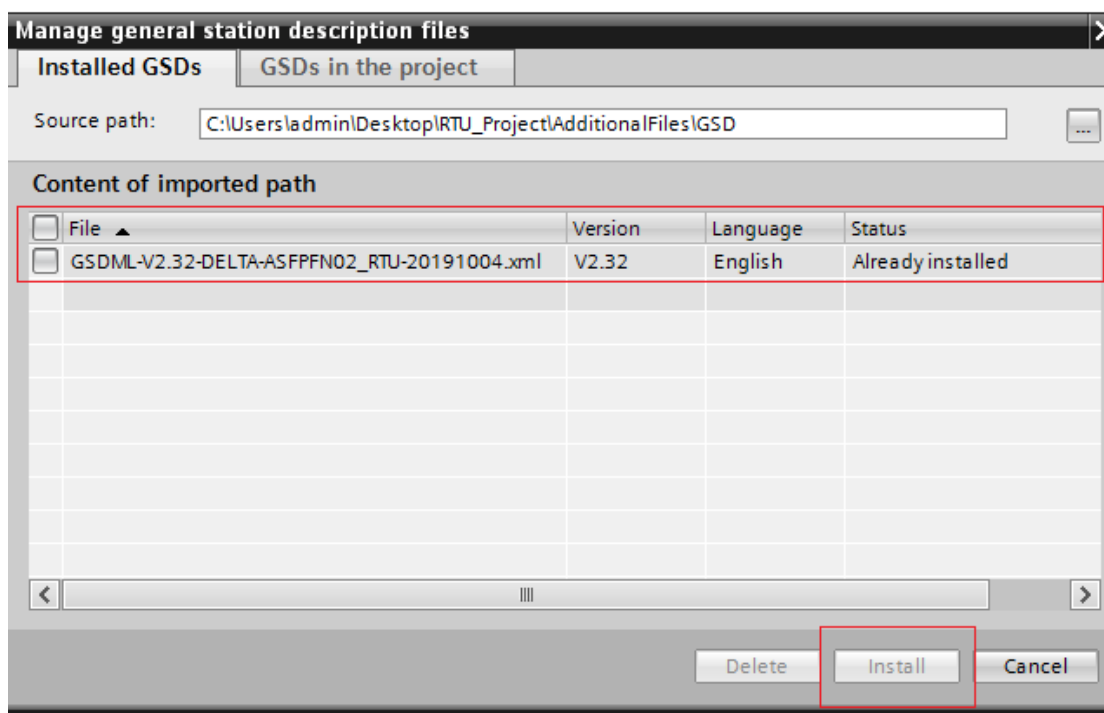 Manage general station description files
Installed GSDs GSDs in the project
Source path: C:\Users\admin\Desktop\RTU_Project\AdditionalFiles\GSD ...
Content of imported path
File Version Language Status
GSDML-V2.32-DELTA-ASFPFN02_RTU-20191004.xml V2.32 English Already installed
Delete Install Cancel